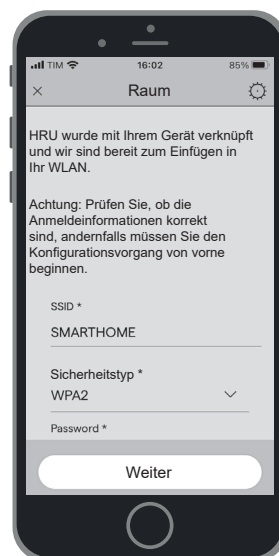 TIM 16:02 85%
× Raum
HRU wurde mit Ihrem Gerät verknüpft
und wir sind bereit zum Einfügen in
Ihr WLAN.
Achtung: Prüfen Sie, ob die
Anmeldeinformationen korrekt
sind, andernfalls müssen Sie den
Konfigurationsvorgang von vorne
beginnen.
SSID *
SMARTHOME
Sicherheitstyp *
WPA2
Password *
Weiter